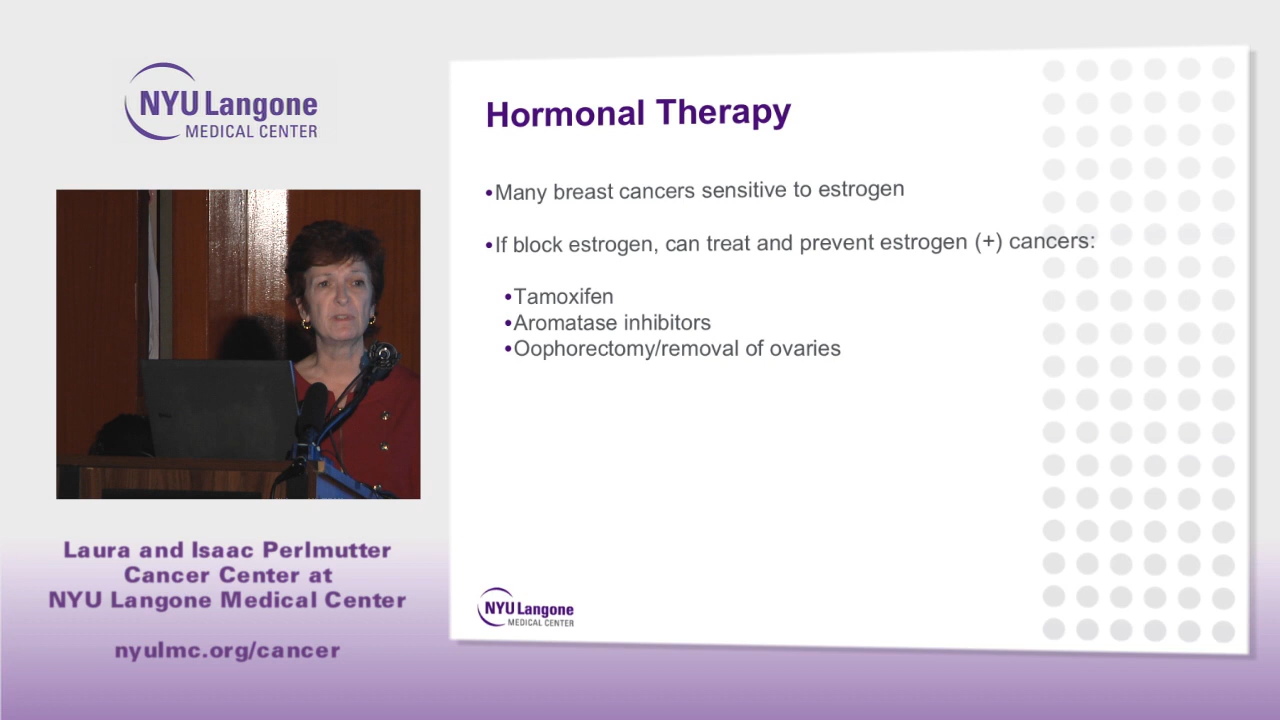 NYU Langone
MEDICAL CENTER
Laura and Isaac Perlmutter
Cancer Center at
NYU Langone Medical Center
nyulmc.org/cancer
Hormonal Therapy
•Many breast cancers sensitive to estrogen
•If block estrogen, can treat and prevent estrogen (+) cancers:
•Tamoxifen
•Aromatase inhibitors
•Oophorectomy/removal of ovaries
NYU Langone
MEDICAL CENTER